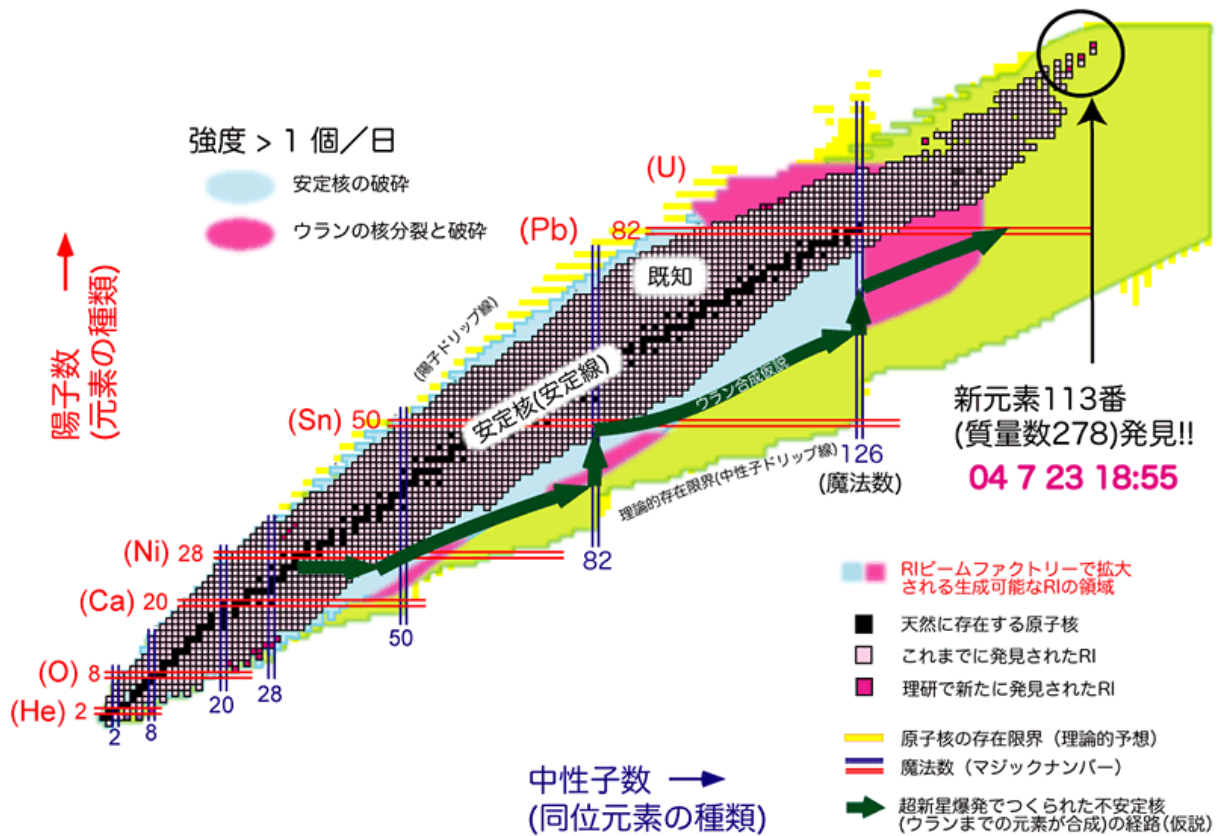 強度 > 1 個／日
安定核の破砕
ウランの核分裂と破砕
(U)
(Pb) 82
既知
(陽子ドリップ線)
陽子数
(元素の種類)
安定核(安定線)
ウラン合成仮説
(Sn) 50
理論的存在限界(中性子ドリップ線)
126
(魔法数)
新元素113番
(質量数278)発見!!
04 7 23 18:55
(Ni) 28
82
(Ca) 20
50
(O) 8
28
20
(He) 2
2
8
中性子数
(同位元素の種類)
RIビームファクトリーで拡大
される生成可能なRIの領域
天然に存在する原子核
これまでに発見されたRI
理研で新たに発見されたRI
原子核の存在限界（理論的予想）
魔法数（マジックナンバー）
超新星爆発でつくられた不安定核
(ウランまでの元素が合成)の経路(仮説)